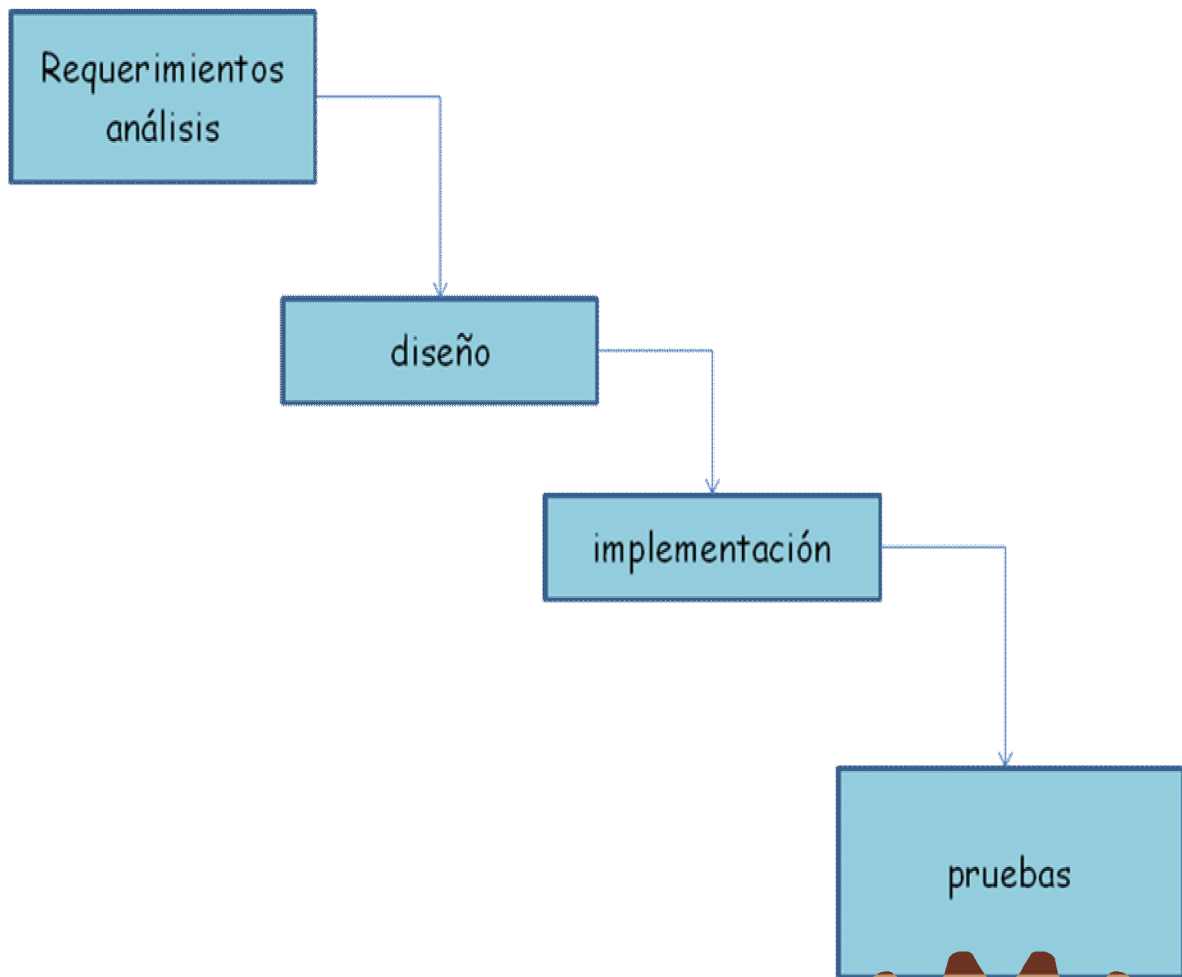 Requerimientos
análisis
diseño
implementación
pruebas